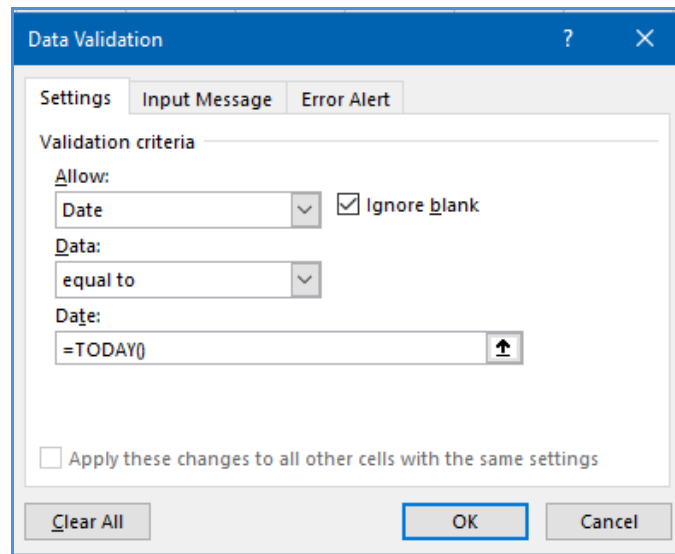 Data Validation ? ✕
Settings Input Message Error Alert
Validation criteria
Allow:
Date Ignore blank
Data:
equal to
Date:
=TODAY()
Apply these changes to all other cells with the same settings
Clear All OK Cancel